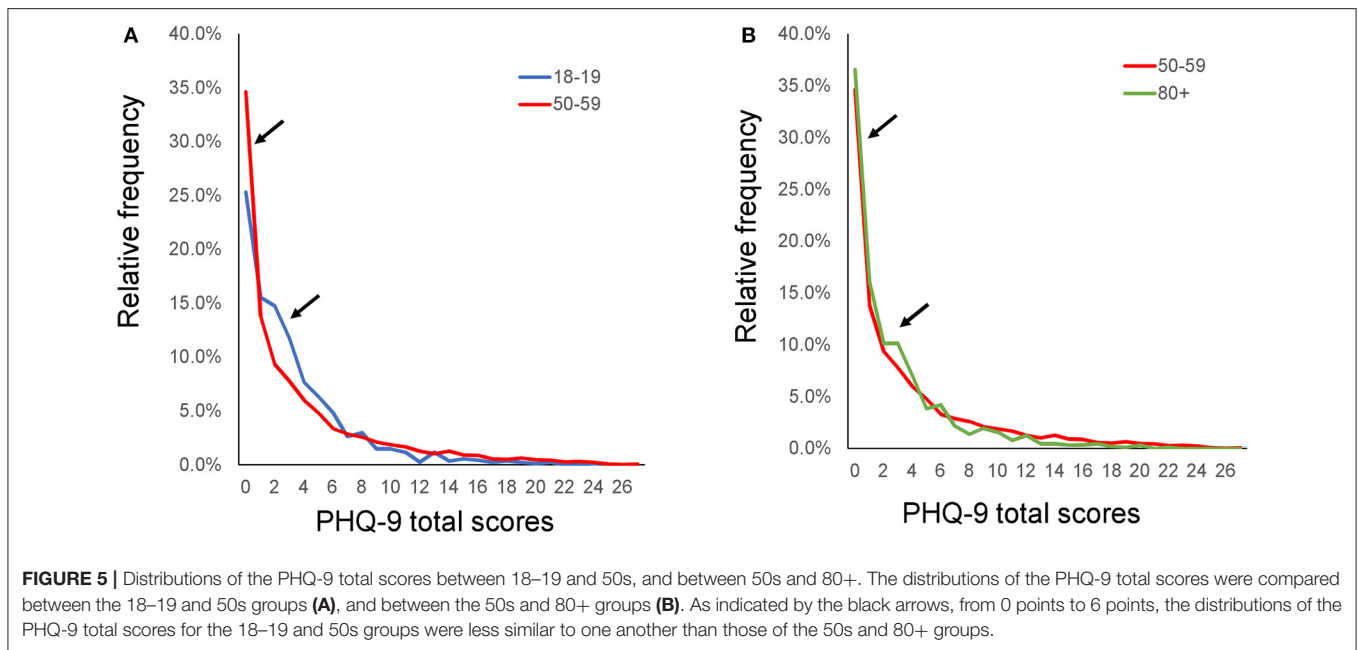 A
40.0%
35.0%
30.0%
25.0%
20.0%
15.0%
10.0%
5.0%
0.0%
Relative frequency
18-19
50-59
0 2 4 6 8 10 12 14 16 18 20 22 24 26
PHQ-9 total scores
B
40.0%
35.0%
30.0%
25.0%
20.0%
15.0%
10.0%
5.0%
0.0%
Relative frequency
50-59
80+
0 2 4 6 8 10 12 14 16 18 20 22 24 26
PHQ-9 total scores
FIGURE 5 | Distributions of the PHQ-9 total scores between 18–19 and 50s, and between 50s and 80+. The distributions of the PHQ-9 total scores were compared
between the 18–19 and 50s groups (A), and between the 50s and 80+ groups (B). As indicated by the black arrows, from 0 points to 6 points, the distributions of the
PHQ-9 total scores for the 18–19 and 50s groups were less similar to one another than those of the 50s and 80+ groups.